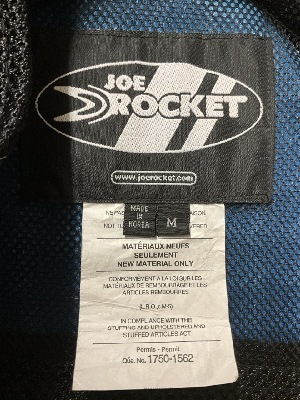 JOE
ROCKET
www.joerocket.com
MADE
IN
KOREA
M
MATÉRIAUX NEUFS
SEULEMENT
NEW MATERIAL ONLY
CONFORMÉMENT À LA LOI SUR LES
MATÉRIAUX DE REMBOURRAGE ET LES
ARTICLES REMBOURRÉS
IN COMPLIANCE WITH THE
STUFFING AND UPHOLSTERED AND
STUFFED ARTICLES ACT.
Permis - Permit
Qué. No. 1750-1562